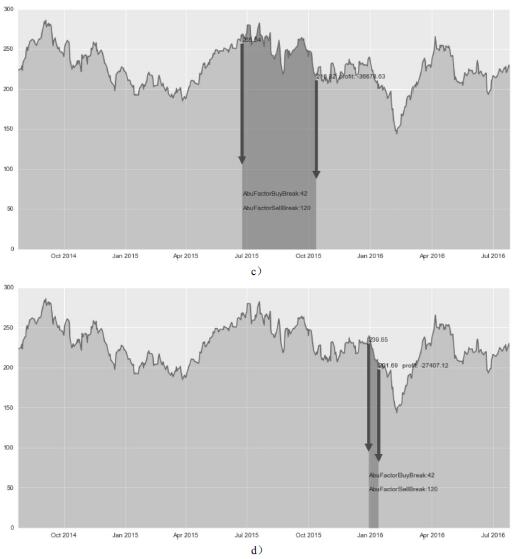 300
250
200
150
100
50
0
profit: -36678.63
AbuFactorBuyBreak:42
AbuFactorSellBreak:120
Oct 2014 Jan 2015 Apr 2015 Jul 2015 Oct 2015 Jan 2016 Apr 2016 Jul 2016
c）
300
250
200
150
100
50
0
239.65
201.69 profit: -27407.12
AbuFactorBuyBreak:42
AbuFactorSellBreak:120
Oct 2014 Jan 2015 Apr 2015 Jul 2015 Oct 2015 Jan 2016 Apr 2016 Jul 2016
d）